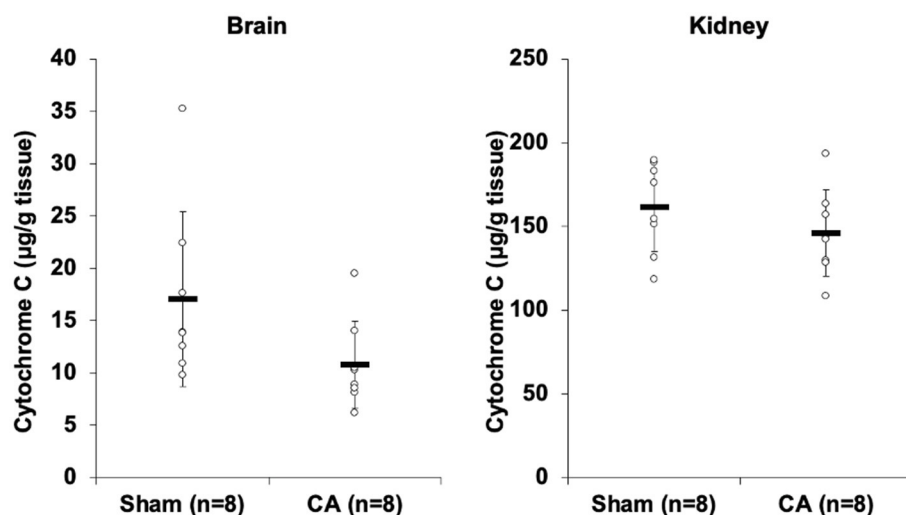 Brain
Cytochrome C (µg/g tissue)
40
35
30
25
20
15
10
5
0
Sham (n=8) CA (n=8)
Kidney
Cytochrome C (µg/g tissue)
250
200
150
100
50
0
Sham (n=8) CA (n=8)